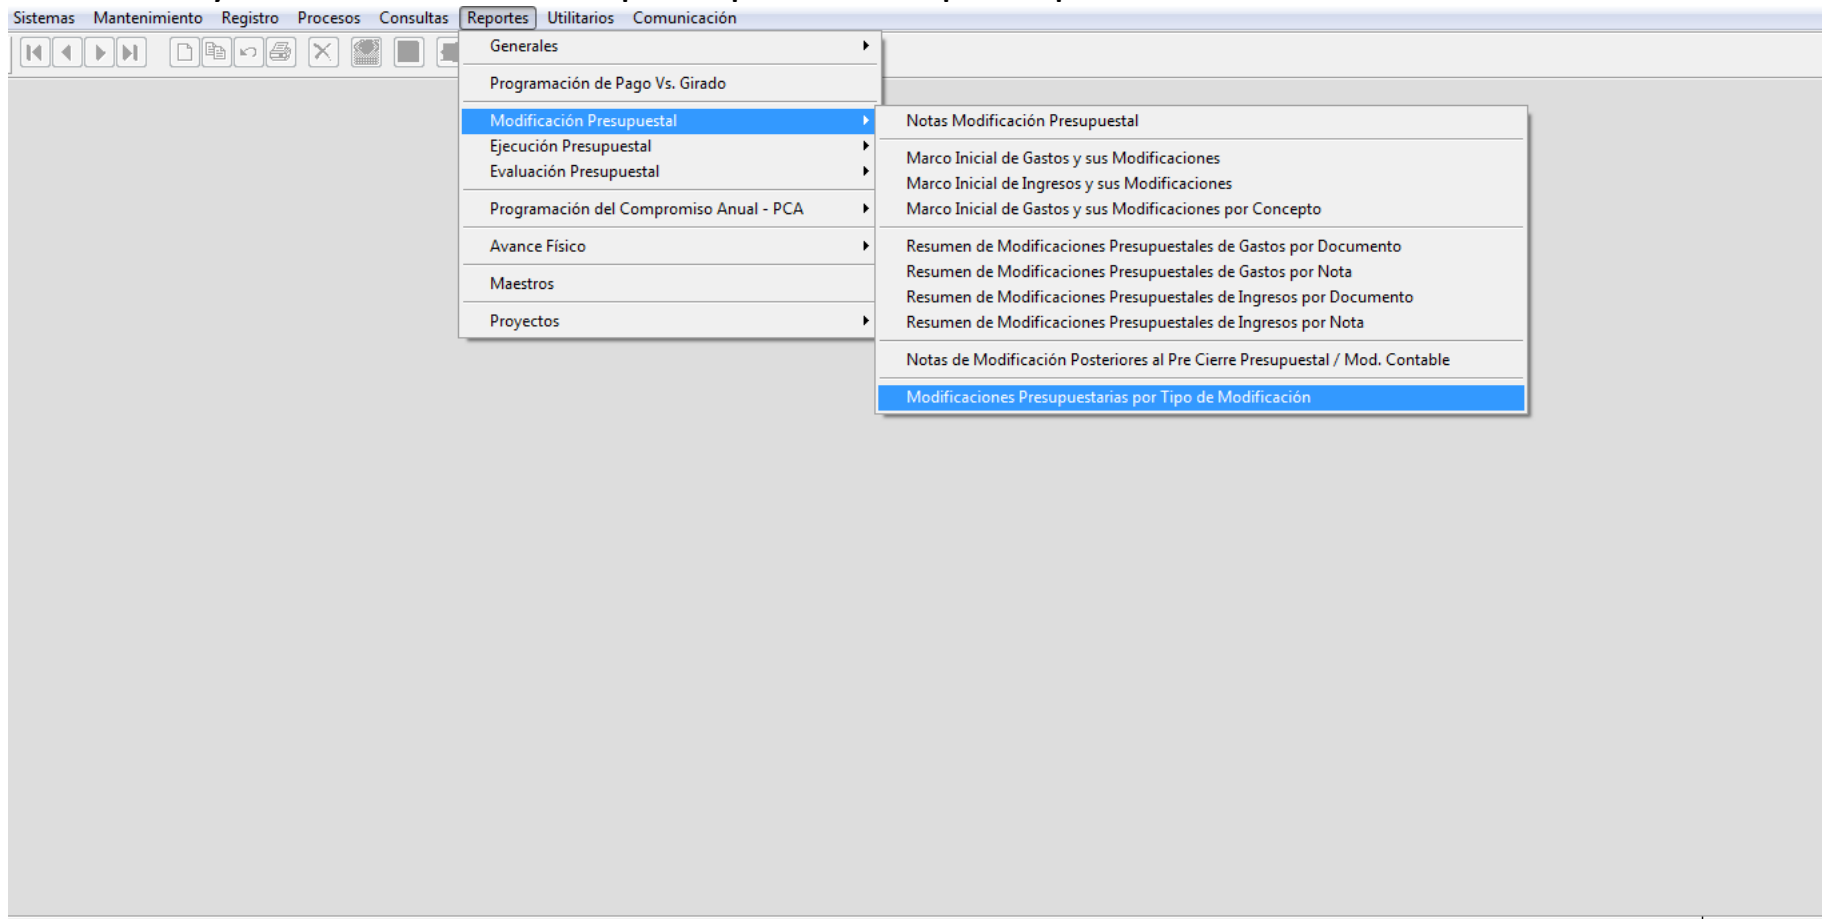 Sistemas Mantenimiento Registro Procesos Consultas Reportes Utilitarios Comunicación
Generales
Programación de Pago Vs. Girado
Modificación Presupuestal
Ejecución Presupuestal
Evaluación Presupuestal
Programación del Compromiso Anual - PCA
Avance Físico
Maestros
Proyectos
Notas Modificación Presupuestal
Marco Inicial de Gastos y sus Modificaciones
Marco Inicial de Ingresos y sus Modificaciones
Marco Inicial de Gastos y sus Modificaciones por Concepto
Resumen de Modificaciones Presupuestales de Gastos por Documento
Resumen de Modificaciones Presupuestales de Gastos por Nota
Resumen de Modificaciones Presupuestales de Ingresos por Documento
Resumen de Modificaciones Presupuestales de Ingresos por Nota
Notas de Modificación Posteriores al Pre Cierre Presupuestal / Mod. Contable
Modificaciones Presupuestarias por Tipo de Modificación